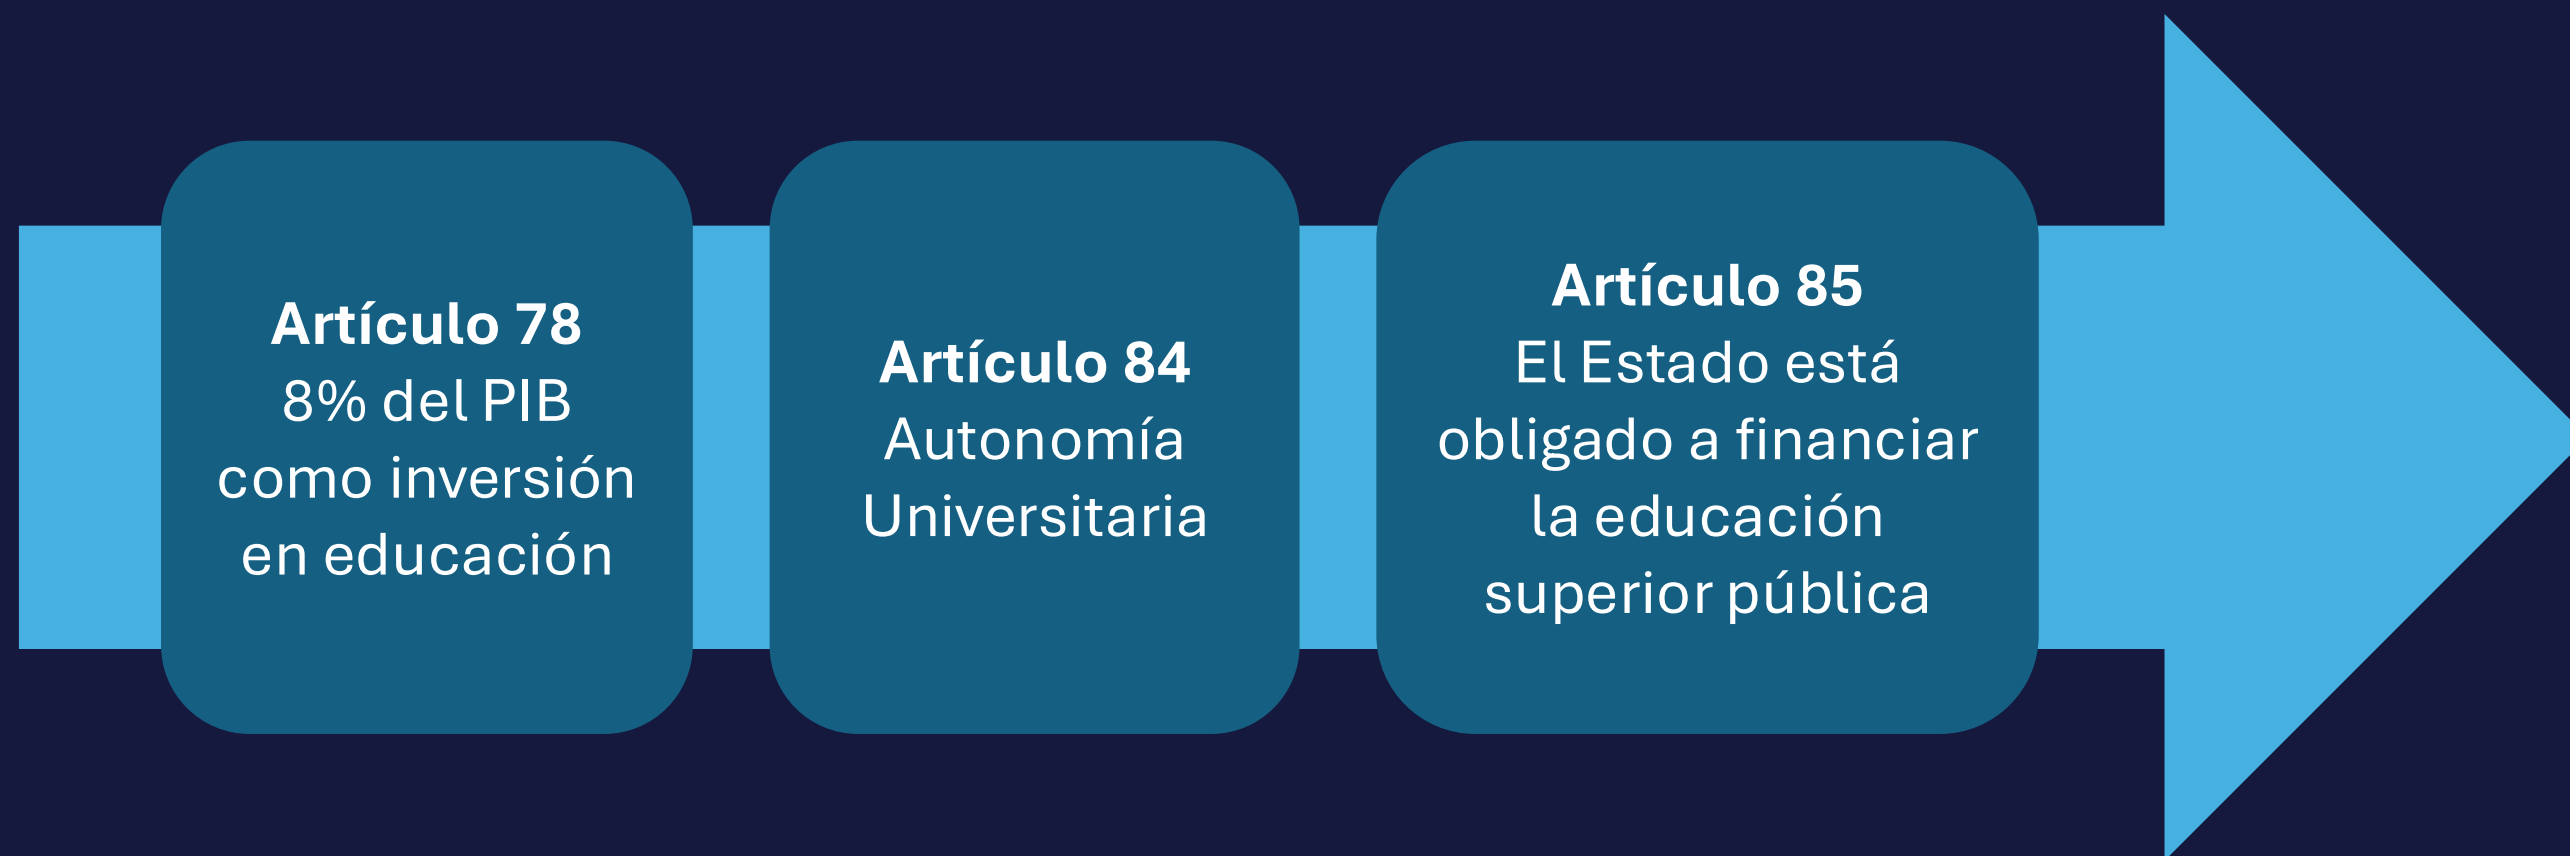 Artículo 78
8% del PIB
como inversión
en educación
Artículo 84
Autonomía
Universitaria
Artículo 85
El Estado está
obligado a financiar
la educación
superior pública